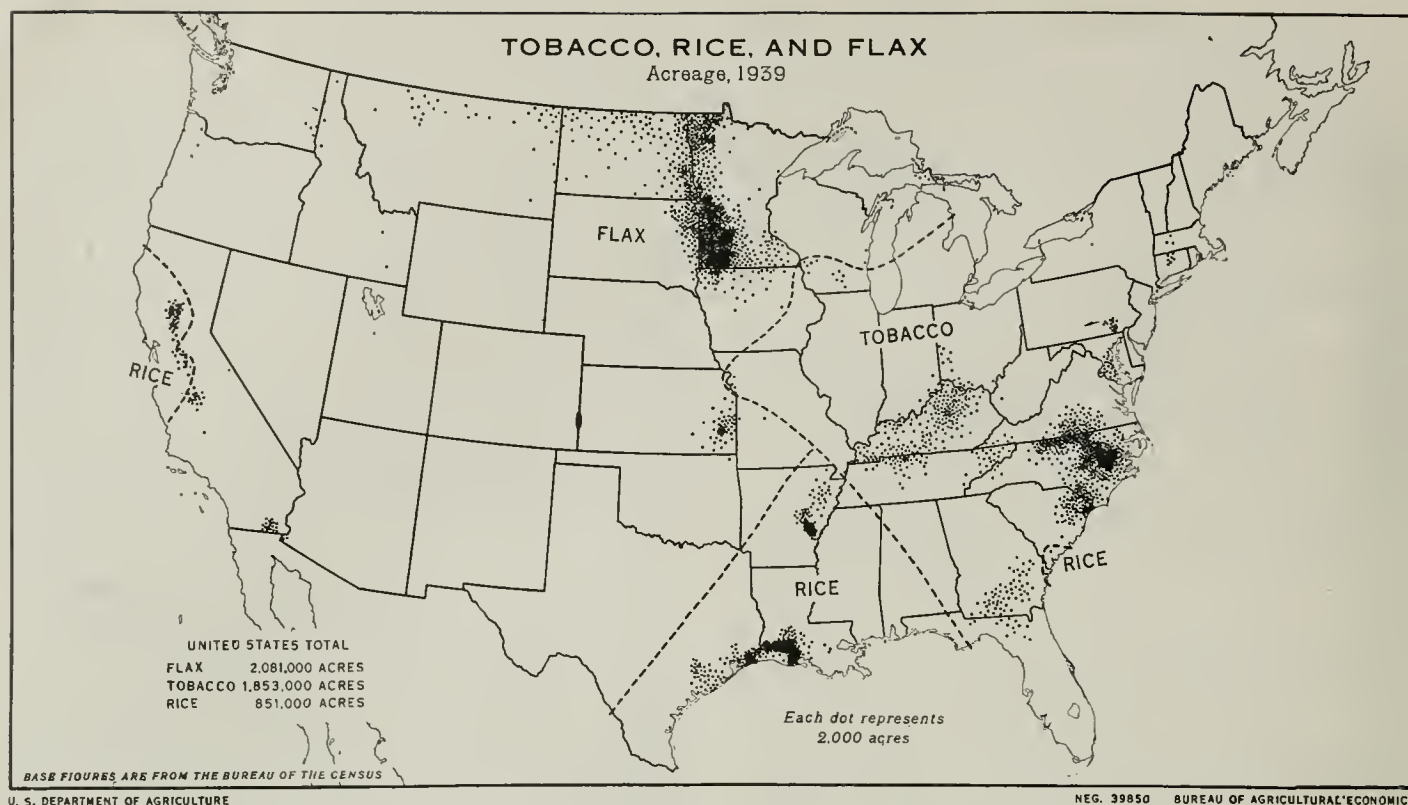 TOBACCO, RICE, AND FLAX
Acreage, 1939
FLAX
TOBACCO
RICE
RICE
RICE
UNITED STATES TOTAL
FLAX 2,081,000 ACRES
TOBACCO 1,853,000 ACRES
RICE 851,000 ACRES
Each dot represents
2,000 acres
BASE FIGURES ARE FROM THE BUREAU OF THE CENSUS
U. S. DEPARTMENT OF AGRICULTURE
NEG. 39850 BUREAU OF AGRICULTURAL ECONOMIC